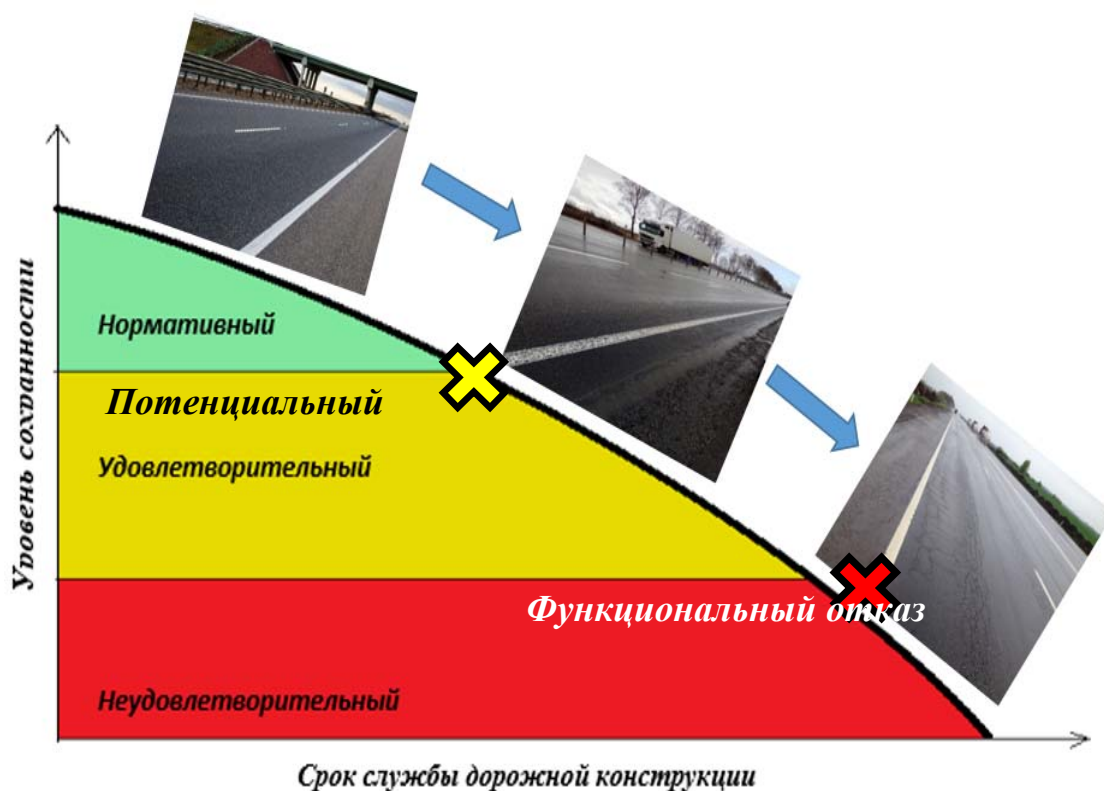 Уровень сохранности
Нормативный
Потенциальный
Удовлетворительный
Функциональный отказ
Неудовлетворительный
Срок службы дорожной конструкции